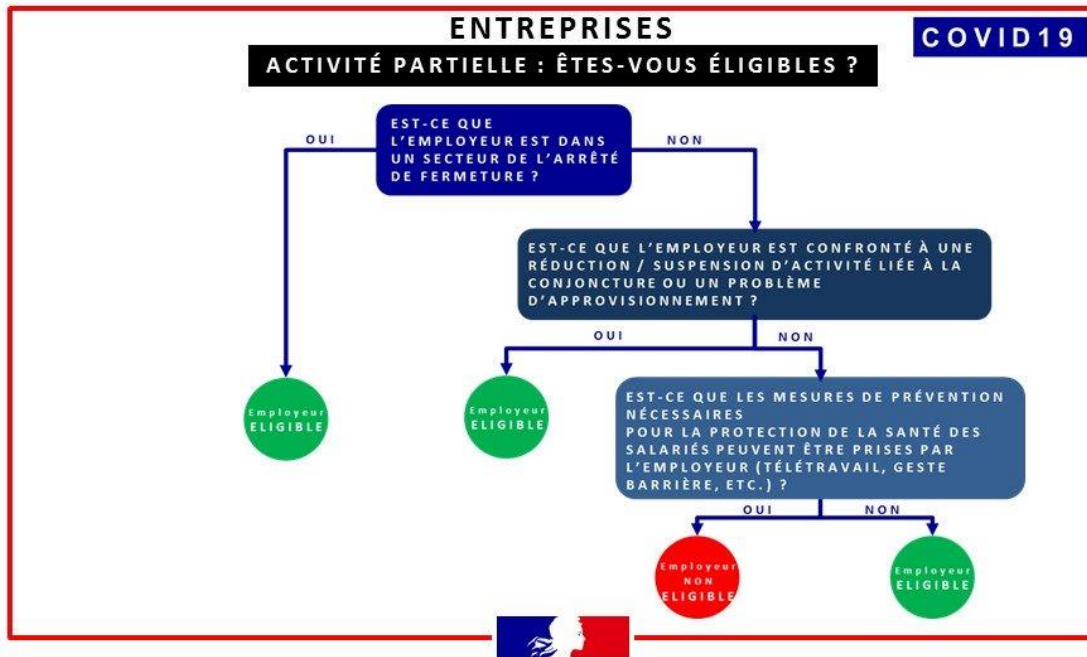 ENTREPRISES
COVID19
ACTIVITÉ PARTIELLE : ÊTES-VOUS ÉLIGIBLES ?
EST-CE QUE
L'EMPLOYEUR EST DANS
UN SECTEUR DE L'ARRÊTÉ
DE FERMETURE ?
OUI
NON
EST-CE QUE L'EMPLOYEUR EST CONFRONTÉ À UNE
RÉDUCTION / SUSPENSION D'ACTIVITÉ LIÉE À LA
CONJONCTURE OU UN PROBLÈME
D'APPROVISIONNEMENT ?
OUI
NON
Employeur
ELIGIBLE
Employeur
ELIGIBLE
EST-CE QUE LES MESURES DE PRÉVENTION
NÉCESSAIRES
POUR LA PROTECTION DE LA SANTÉ DES
SALARIÉS PEUVENT ÊTRE PRISES PAR
L'EMPLOYEUR (TÉLÉTRAVAIL, GESTE
BARRIÈRE, ETC.) ?
OUI
NON
Employeur
NON
ELIGIBLE
Employeur
ELIGIBLE